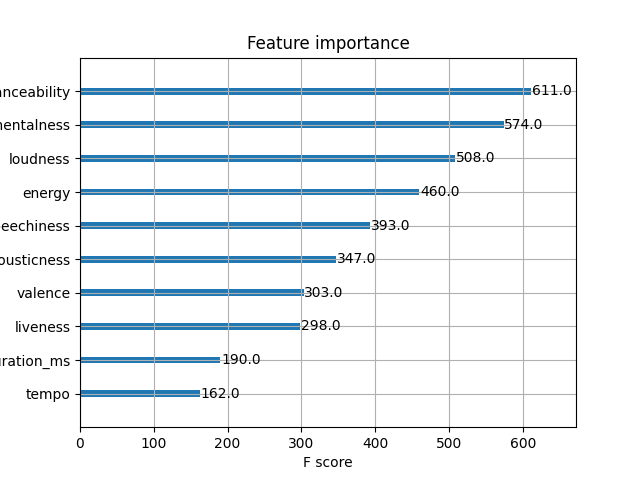 Feature importance
nceability 611.0
nentalness 574.0
loudness 508.0
energy 460.0
eechiness 393.0
ousticness 347.0
valence 303.0
liveness 298.0
uration_ms 190.0
tempo 162.0
0 100 200 300 400 500 600
F score